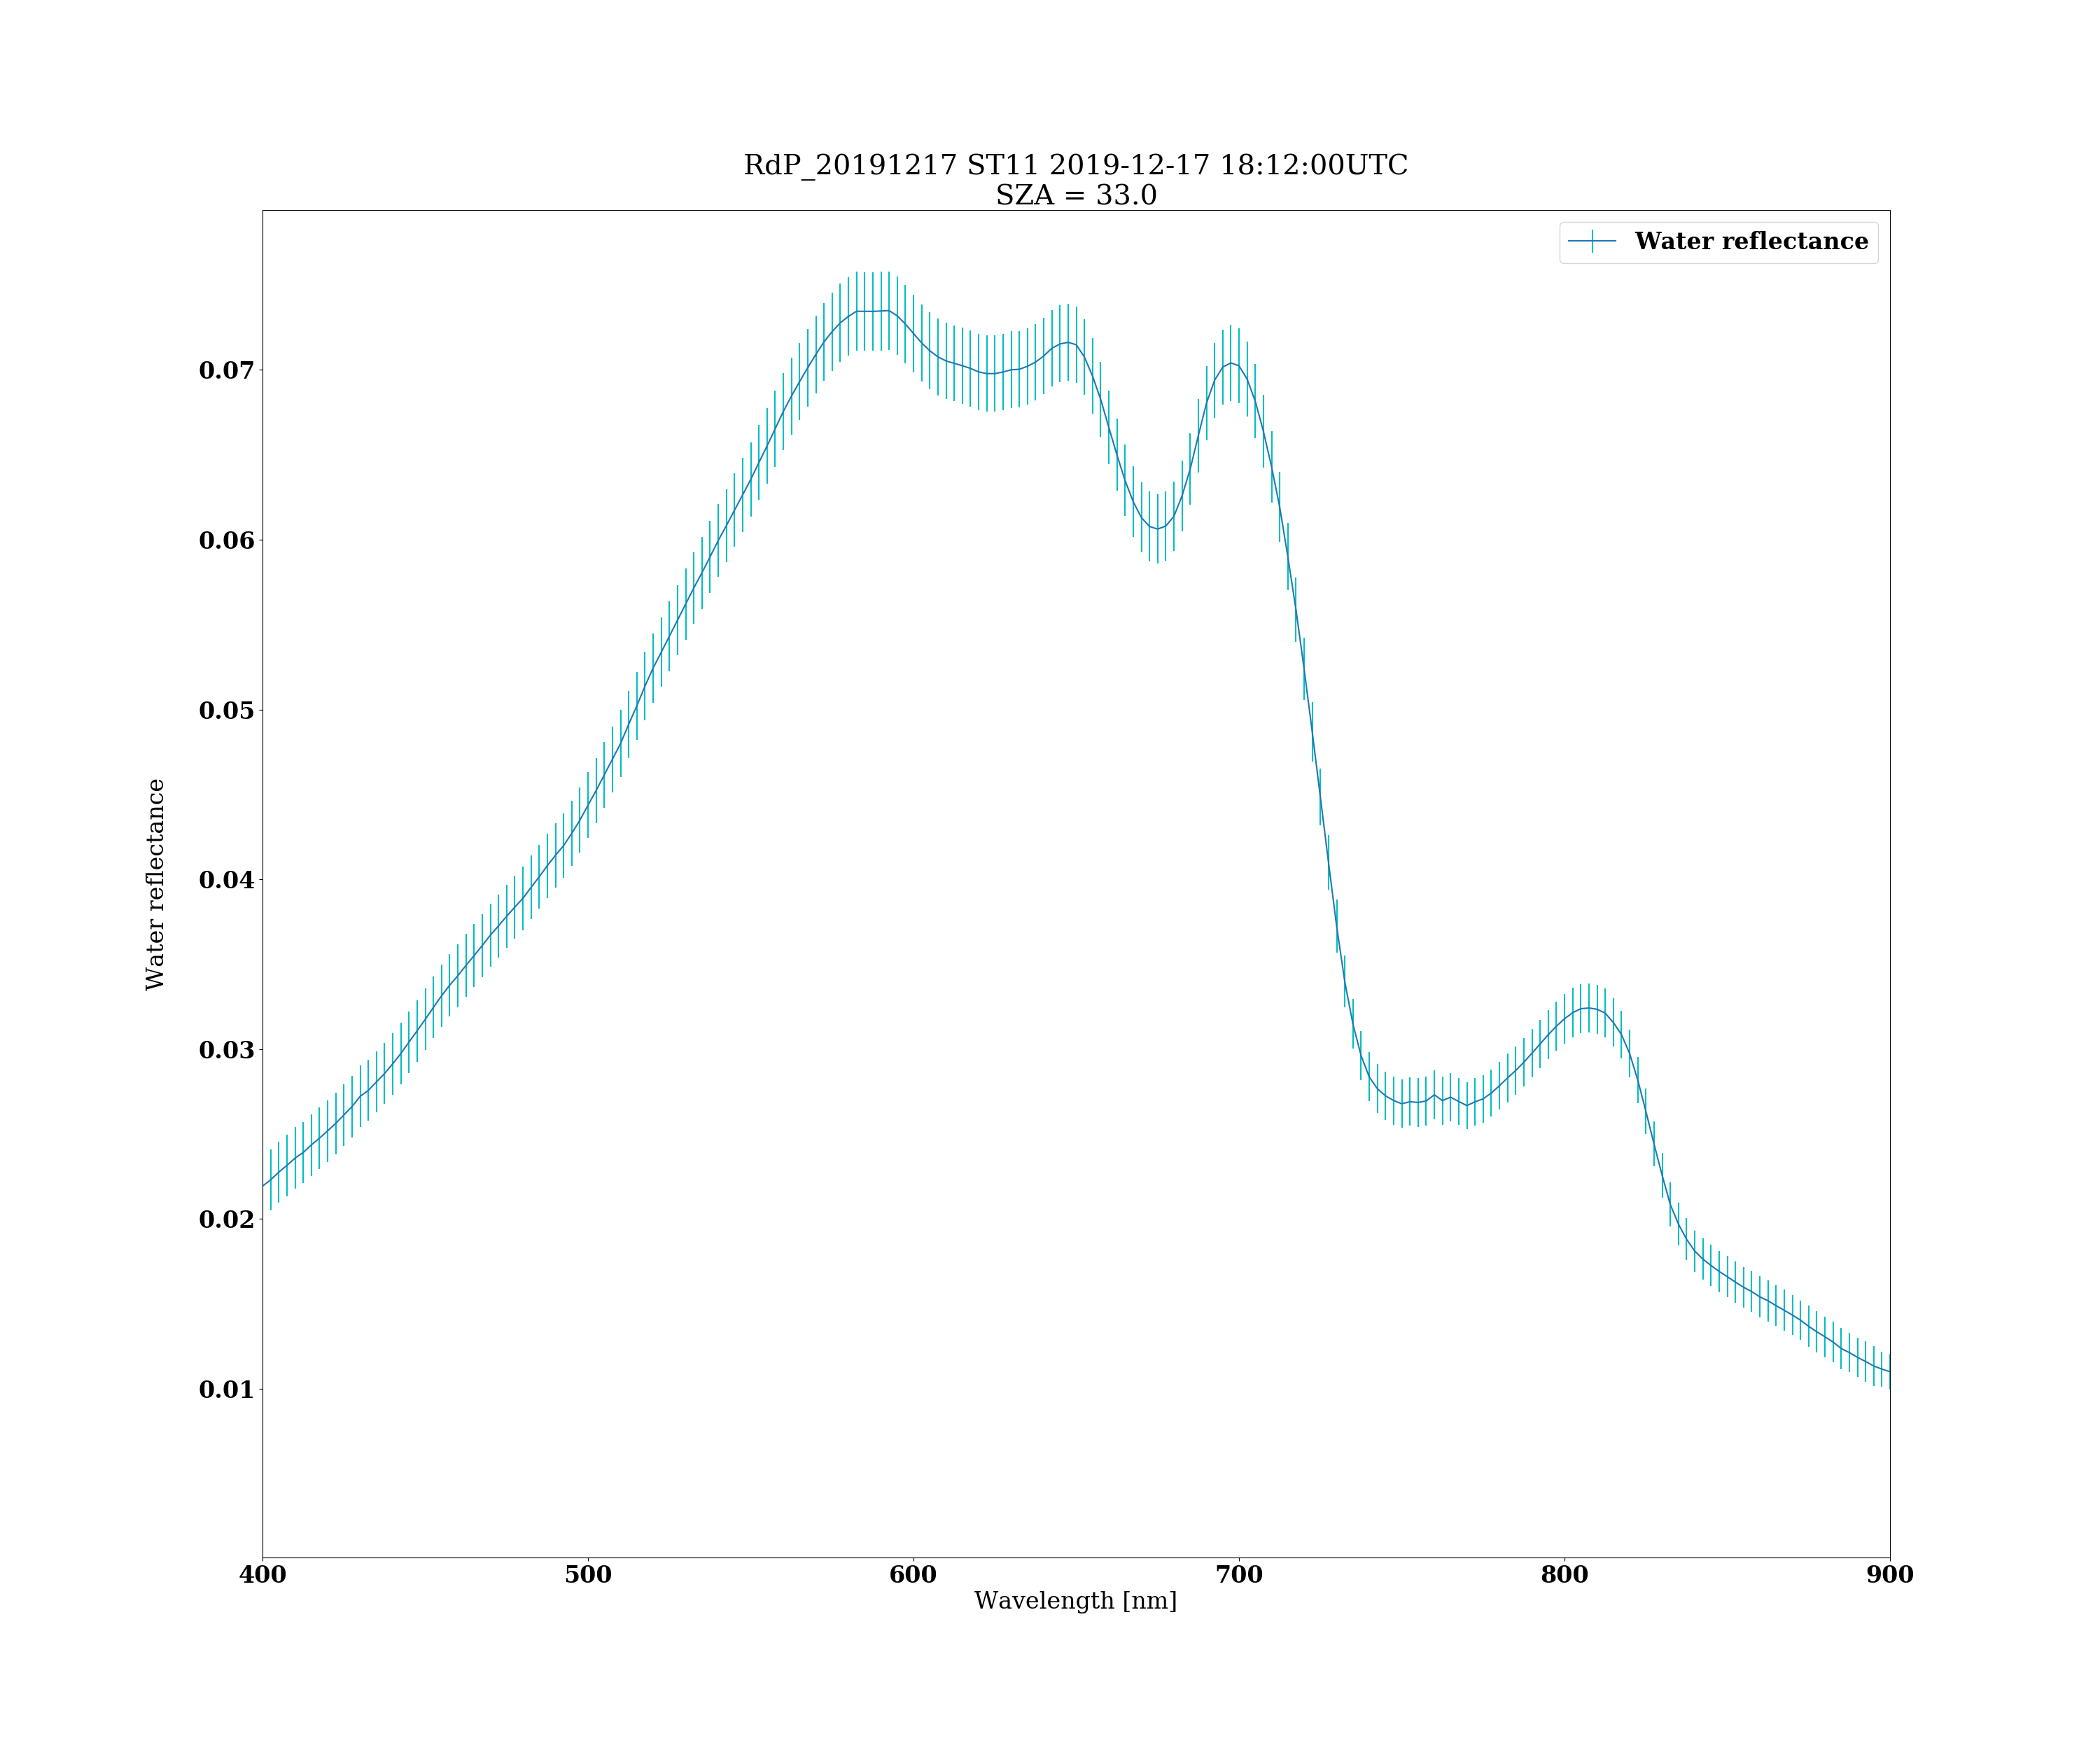 RdP_20191217 ST11 2019-12-17 18:12:00UTC
SZA = 33.0
Water reflectance
0.07
0.06
0.05
0.04
0.03
0.02
0.01
Water reflectance
400 500 600 700 800 900
Wavelength [nm]